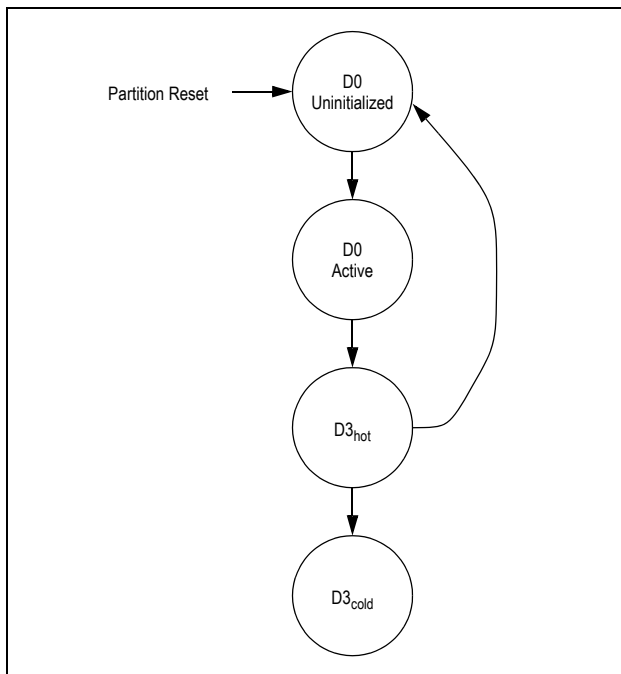 D0
Uninitialized
Partition Reset
D0
Active
D3hot
D3cold